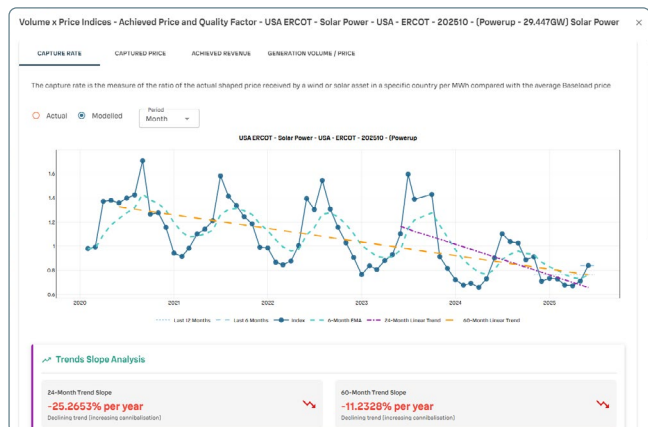 Volume x Price Indices - Achieved Price and Quality Factor - USA ERCOT - Solar Power - USA - ERCOT - 202510 - (Powerup - 29.447GW) Solar Power ×
CAPTURE RATE CAPTURED PRICE ACHIEVED REVENUE GENERATION VOLUME / PRICE
The capture rate is the measure of the ratio of the actual shaped price received by a wind or solar asset in a specific country per MWh compared with the average Baseload price
Period
Actual Modelled Month
USA ERCOT - Solar Power - USA - ERCOT - 202510 - (Powerup
1.6
1.4
1.2
1
0.8
0.6
2020 2021 2022 2023 2024 2025
Last 12 Months Last 6 Months Index 6-Month EMA 24-Month Linear Trend 60-Month Linear Trend
Trends Slope Analysis
24-Month Trend Slope 60-Month Trend Slope
-25.2653% per year -11.2328% per year
Declining trend (increasing cannibalisation) Declining trend (increasing cannibalisation)